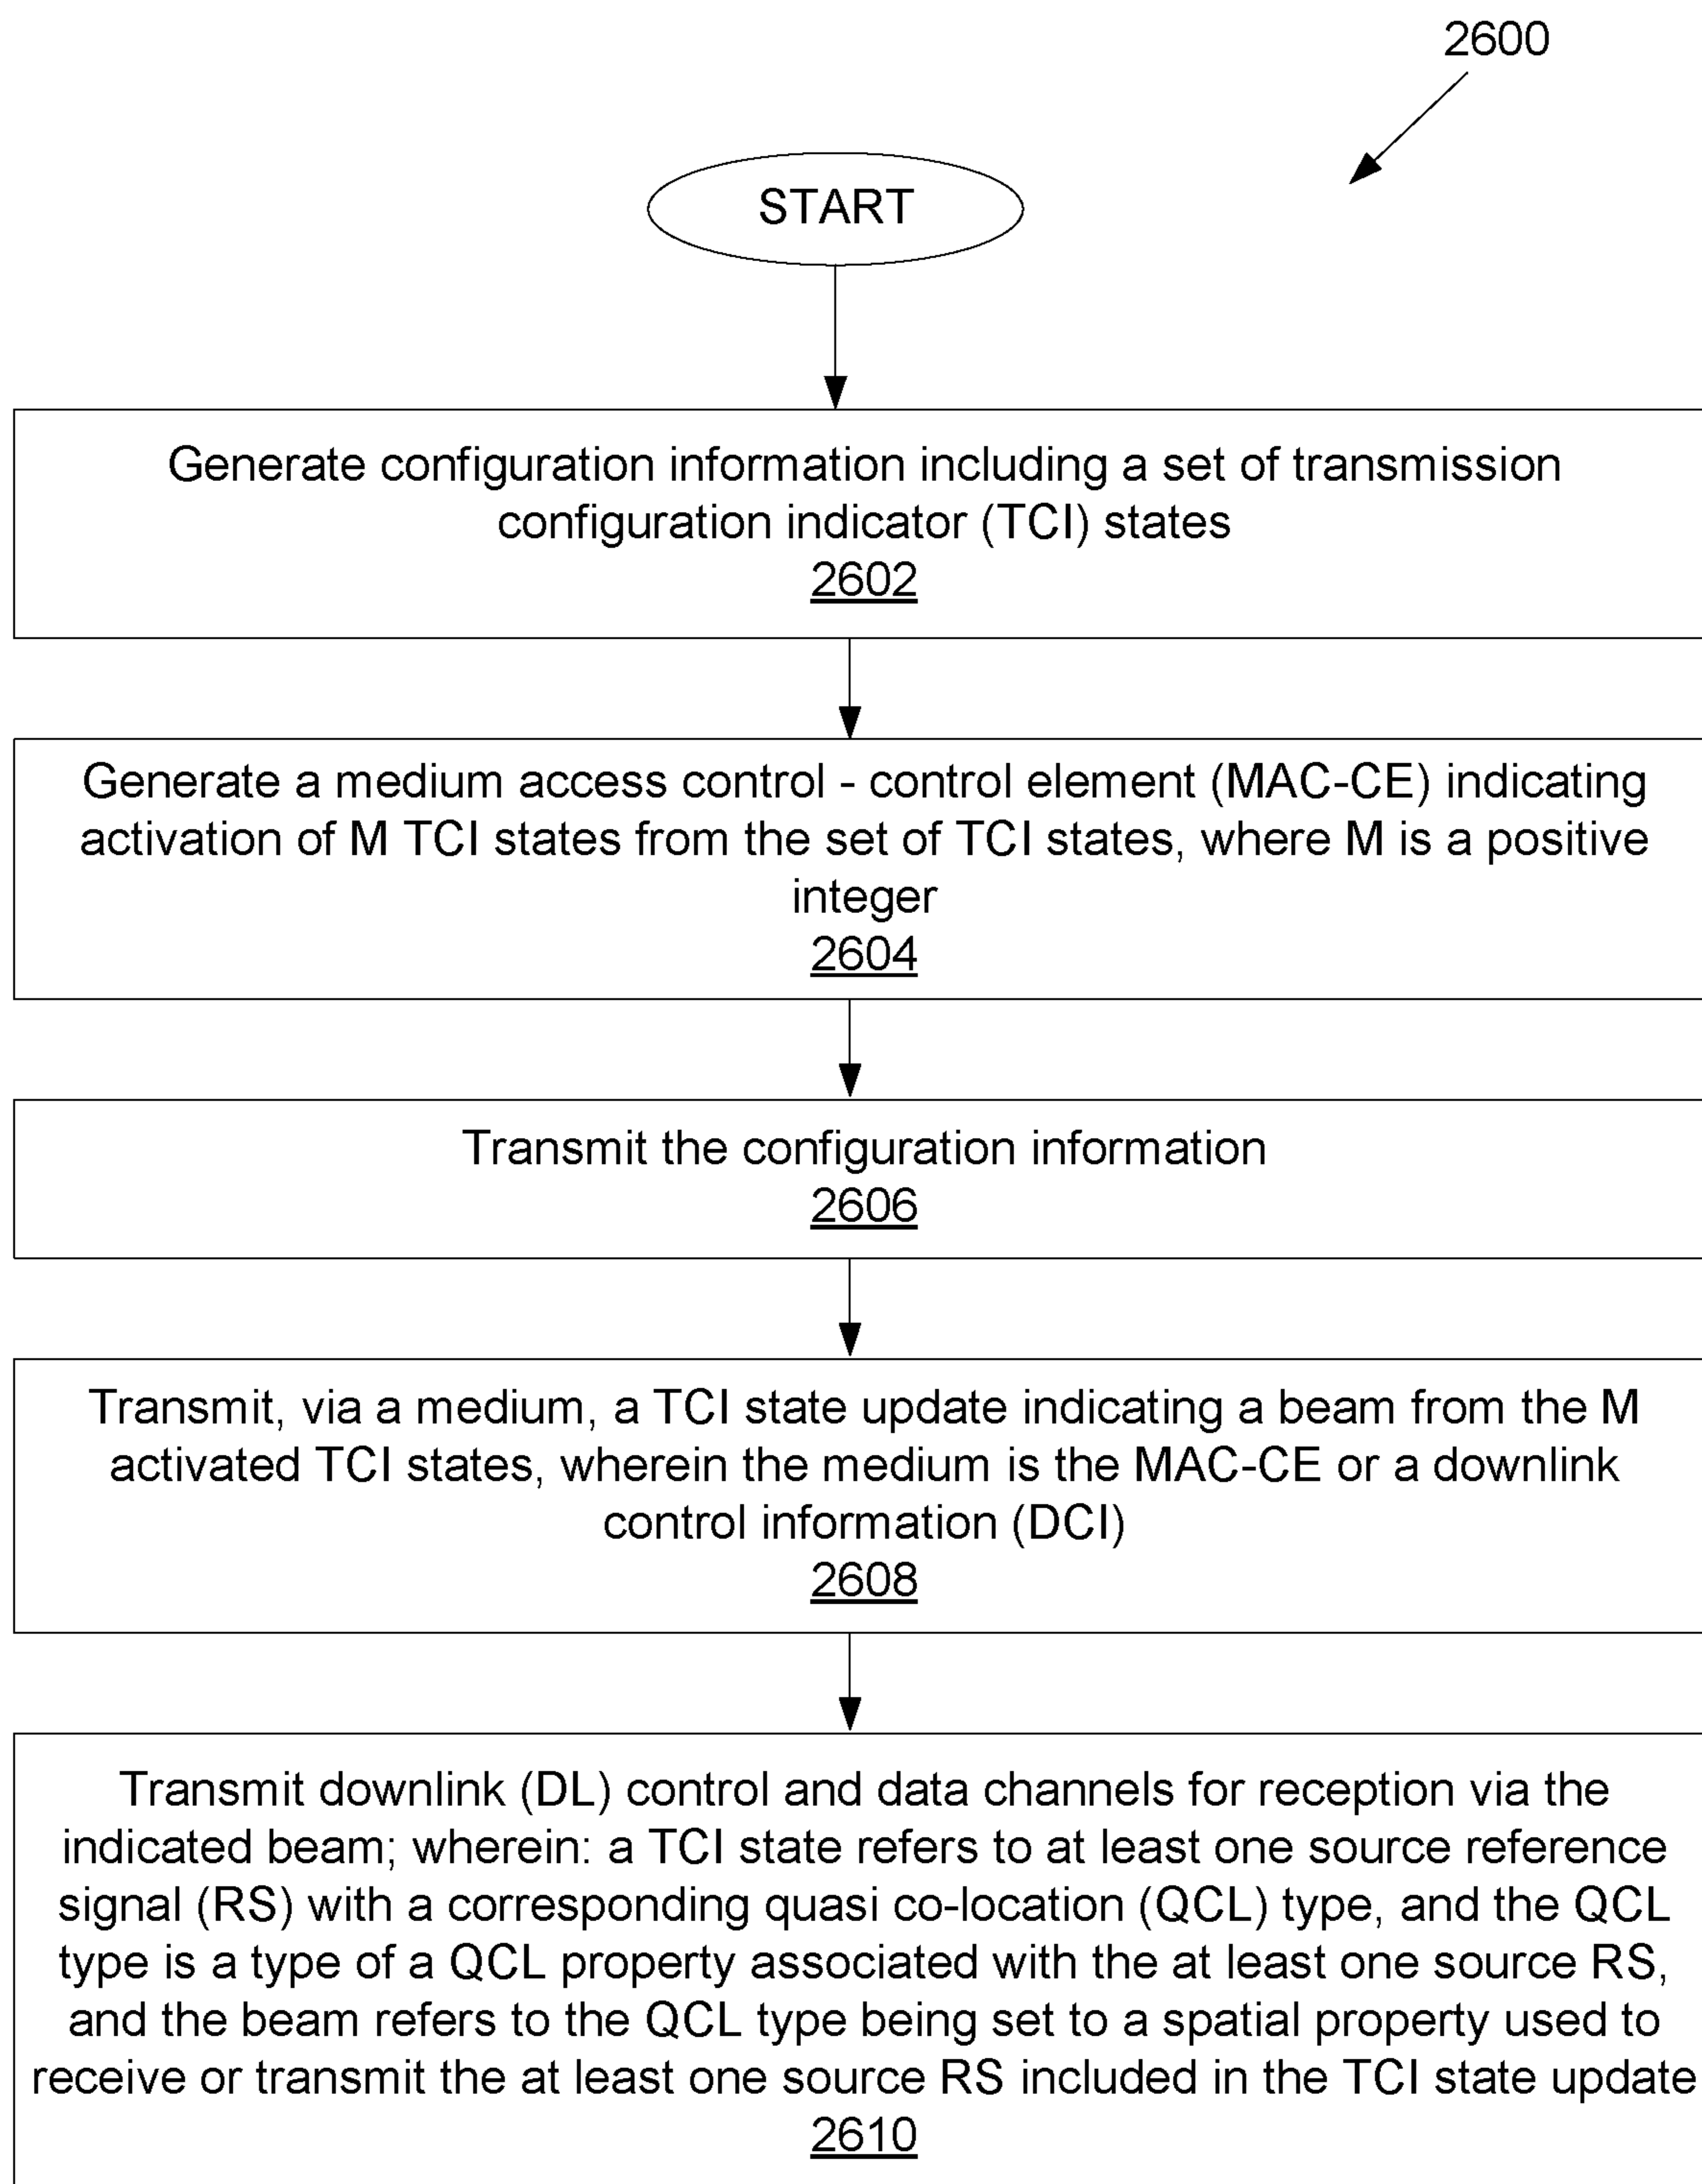 2600
START
Generate configuration information including a set of transmission
configuration indicator (TCI) states
2602
Generate a medium access control - control element (MAC-CE) indicating
activation of M TCI states from the set of TCI states, where M is a positive
integer
2604
Transmit the configuration information
2606
Transmit, via a medium, a TCI state update indicating a beam from the M
activated TCI states, wherein the medium is the MAC-CE or a downlink
control information (DCI)
2608
Transmit downlink (DL) control and data channels for reception via the
indicated beam; wherein: a TCI state refers to at least one source reference
signal (RS) with a corresponding quasi co-location (QCL) type, and the QCL
type is a type of a QCL property associated with the at least one source RS,
and the beam refers to the QCL type being set to a spatial property used to
receive or transmit the at least one source RS included in the TCI state update
2610